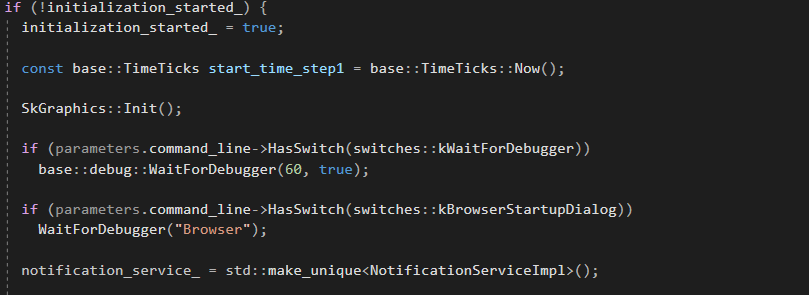 if (!initialization_started_) {
initialization_started_ = true;
const base::TimeTicks start_time_step1 = base::TimeTicks::Now();
SkGraphics::Init();
if (parameters.command_line->HasSwitch(switches::kWaitForDebugger))
base::debug::WaitForDebugger(60, true);
if (parameters.command_line->HasSwitch(switches::kBrowserStartupDialog))
WaitForDebugger("Browser");
notification_service_ = std::make_unique<NotificationServiceImpl>();